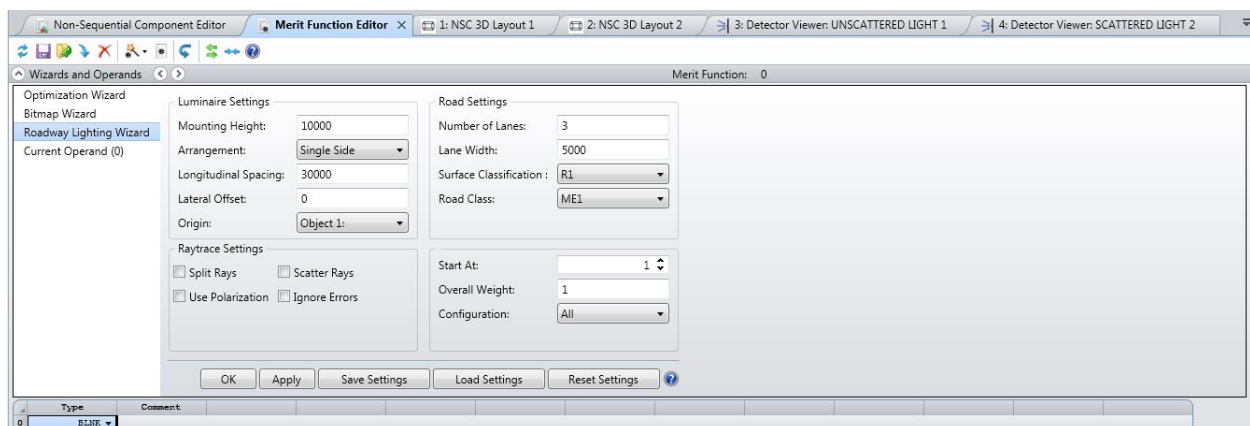 Non-Sequential Component Editor
Merit Function Editor X
1: NSC 3D Layout 1
2: NSC 3D Layout 2
3: Detector Viewer: UNSCATTERED LIGHT 1
4: Detector Viewer: SCATTERED LIGHT 2
Wizards and Operands
Merit Function: 0
Optimization Wizard
Bitmap Wizard
Roadway Lighting Wizard
Current Operand (0)
Luminaire Settings
Mounting Height: 10000
Arrangement: Single Side
Longitudinal Spacing: 30000
Lateral Offset: 0
Origin: Object 1:
Road Settings
Number of Lanes: 3
Lane Width: 5000
Surface Classification : R1
Road Class: ME1
Raytrace Settings
Split Rays Scatter Rays
Use Polarization Ignore Errors
Start At: 1
Overall Weight: 1
Configuration: All
OK Apply Save Settings Load Settings Reset Settings
Type Comment
0 BLNK